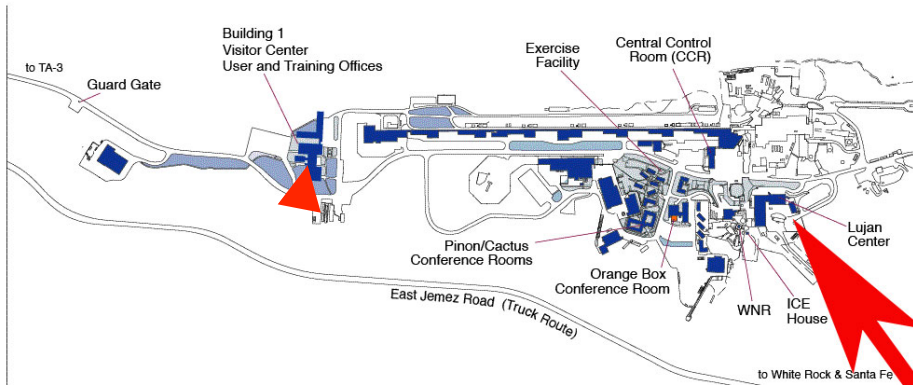 to TA-3
Guard Gate
Building 1
Visitor Center
User and Training Offices
Exercise
Facility
Central Control
Room (CCR)
Pinon/Cactus
Conference Rooms
Orange Box
Conference Room
WNR
ICE
House
Lujan
Center
East Jemez Road (Truck Route)
to White Rock & Santa Fe